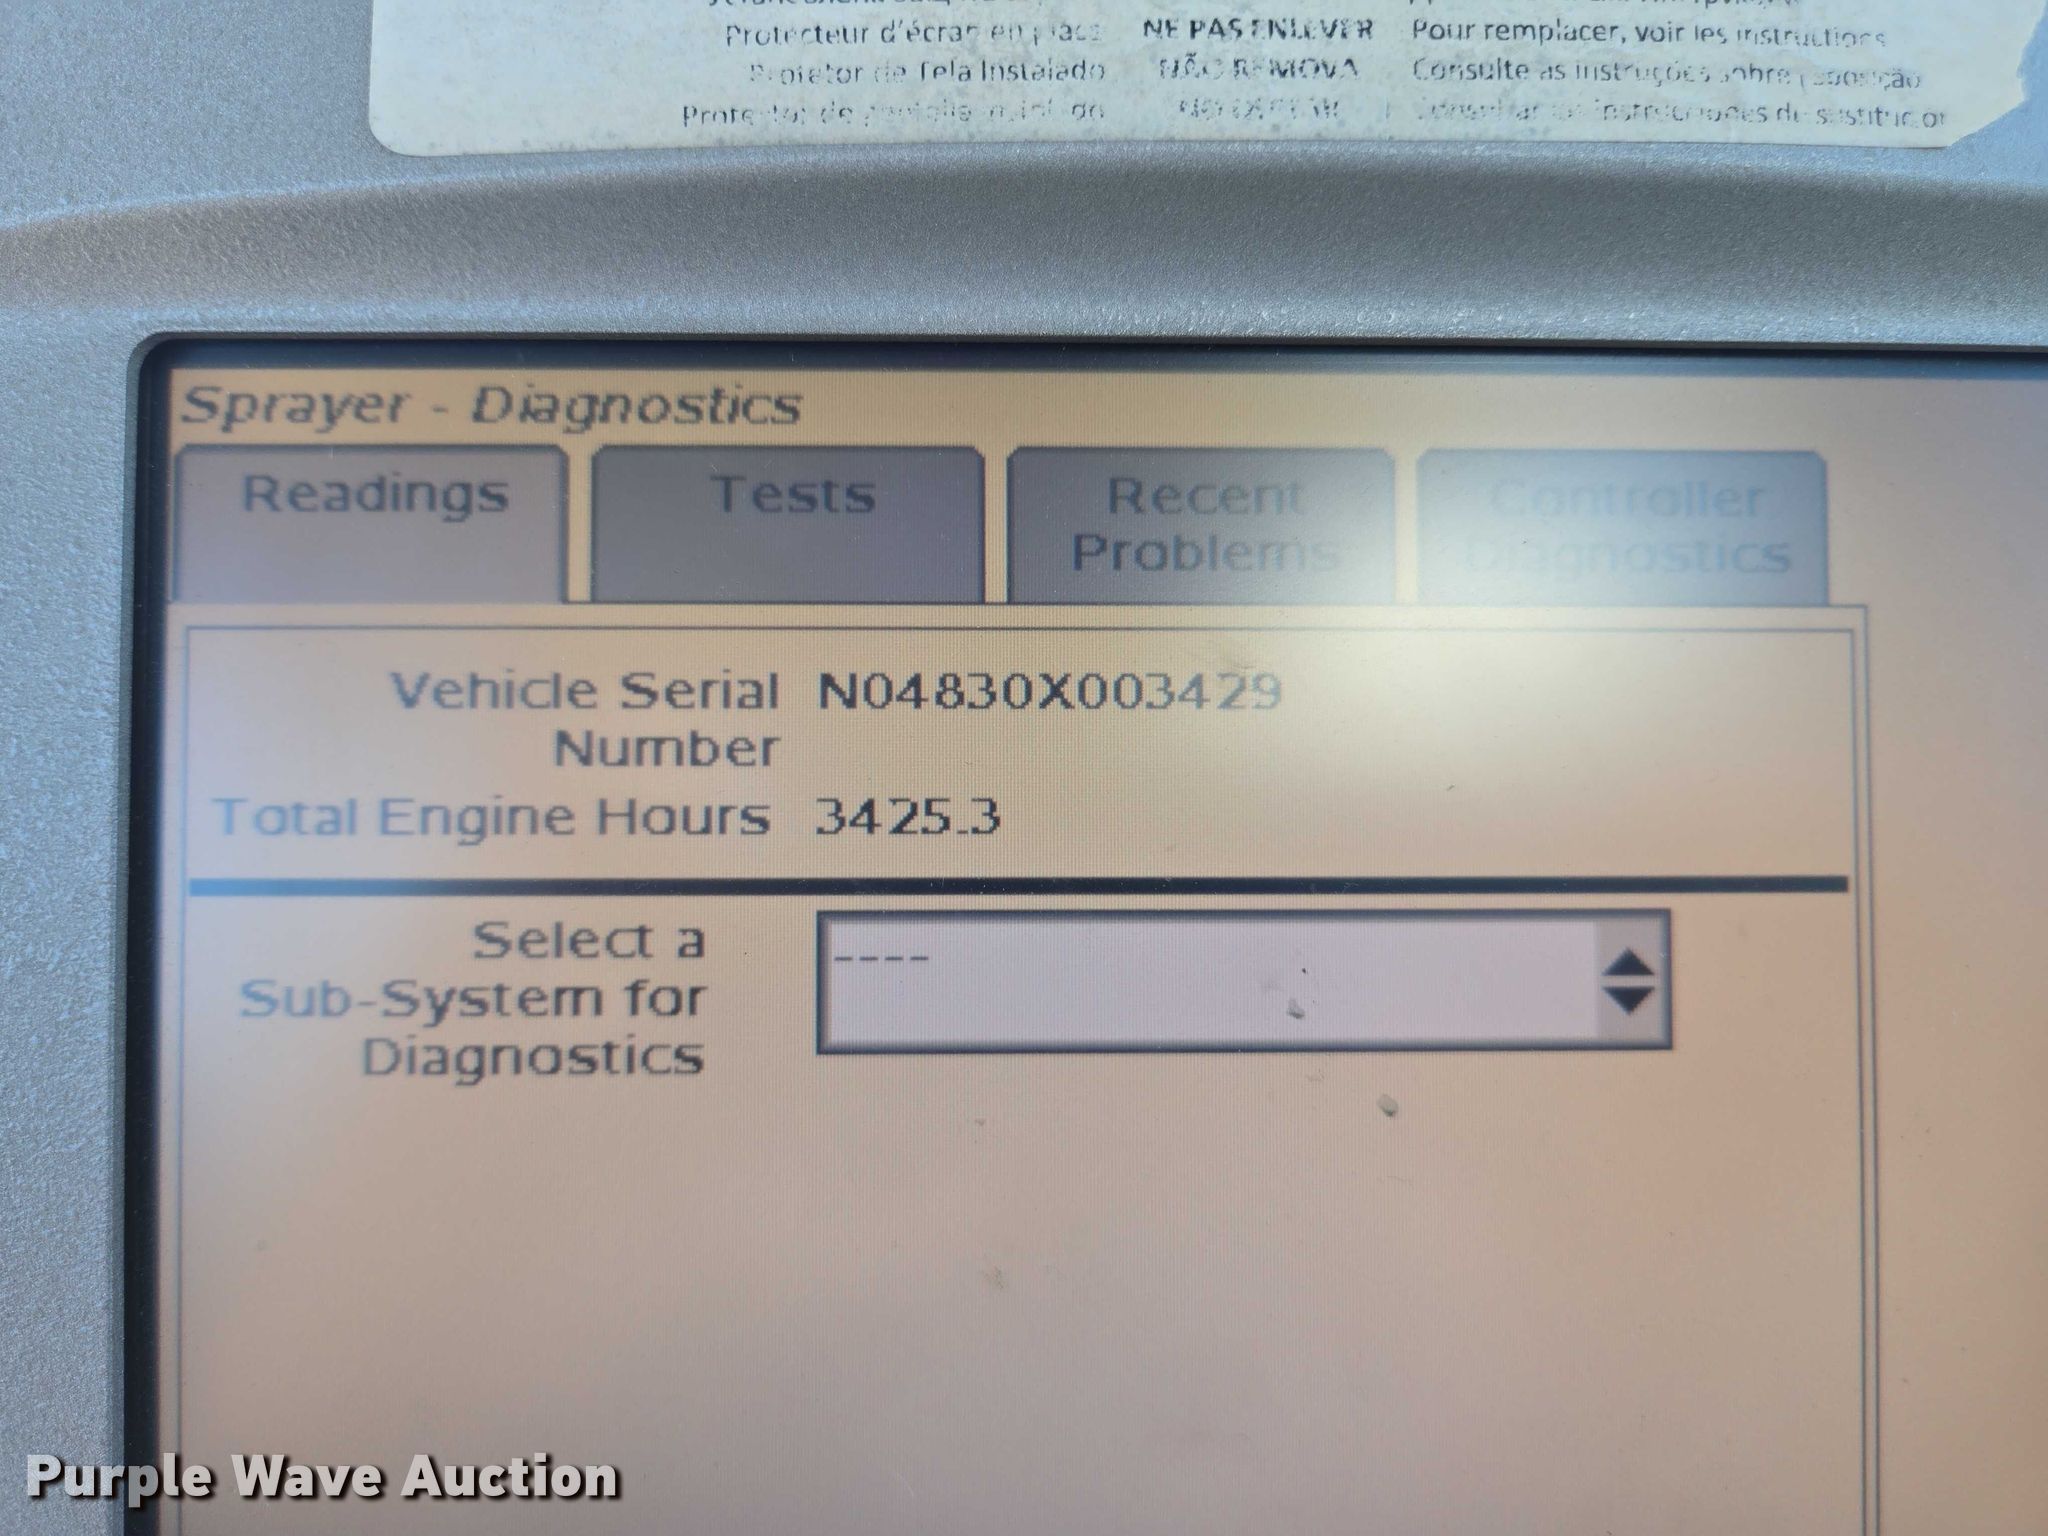 Protecteur d'écran en place NE PAS ENLEVER Pour remplacer, voir les instructions
de Tela Instalado NÃO REMOVA Consulte as instruções sobre
Protector de
Sprayer - Diagnostics
Readings
Tests
Recent
Problems
Controller
Diagnostics
Vehicle Serial N04830X003429
Number
Total Engine Hours 3425.3
Select a
Sub-System for ----
Diagnostics
Purple Wave Auction